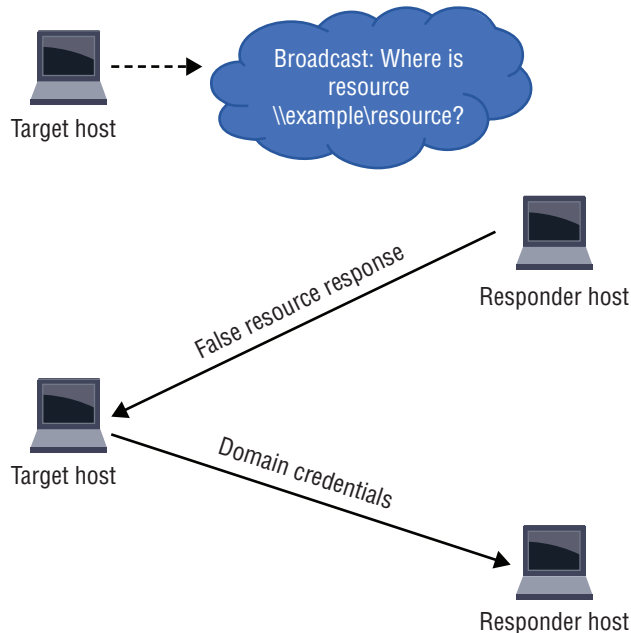 Broadcast: Where is
resource
\\example\resource?
Target host
False resource response
Responder host
Target host
Domain credentials
Responder host